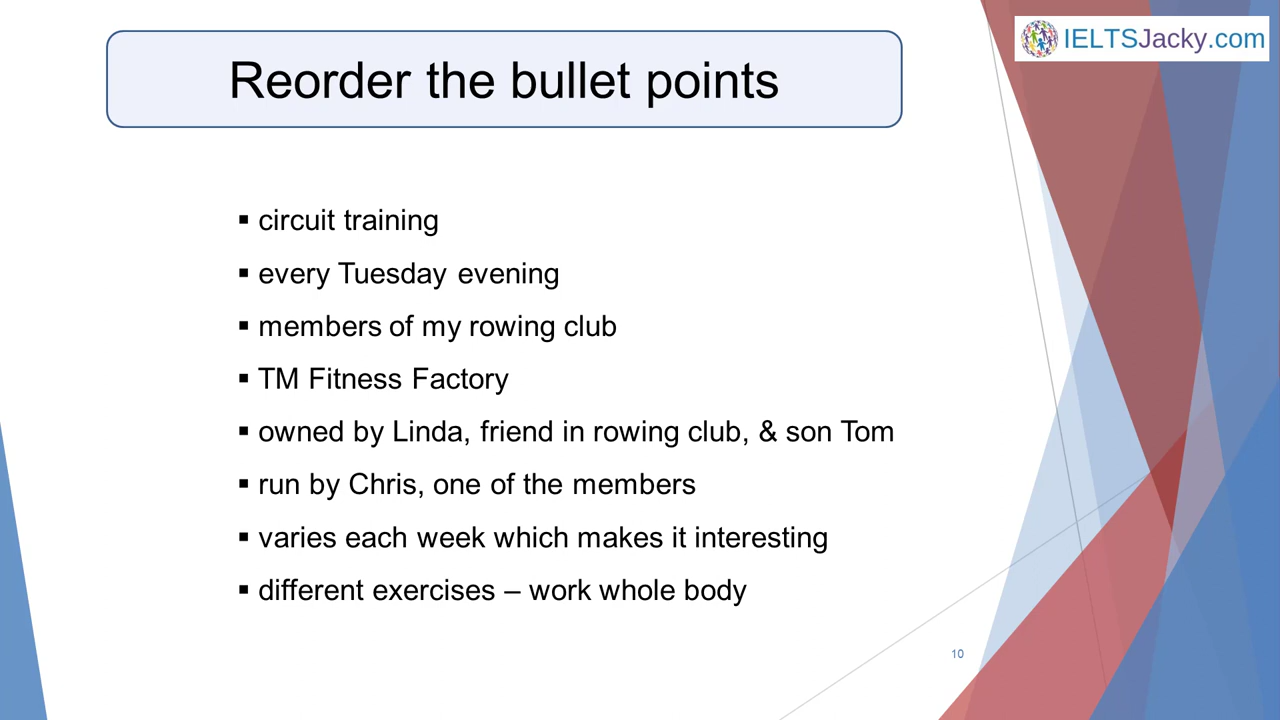 IELTSJacky.com
Reorder the bullet points
▪ circuit training
▪ every Tuesday evening
▪ members of my rowing club
▪ TM Fitness Factory
▪ owned by Linda, friend in rowing club, & son Tom
▪ run by Chris, one of the members
▪ varies each week which makes it interesting
▪ different exercises – work whole body
10